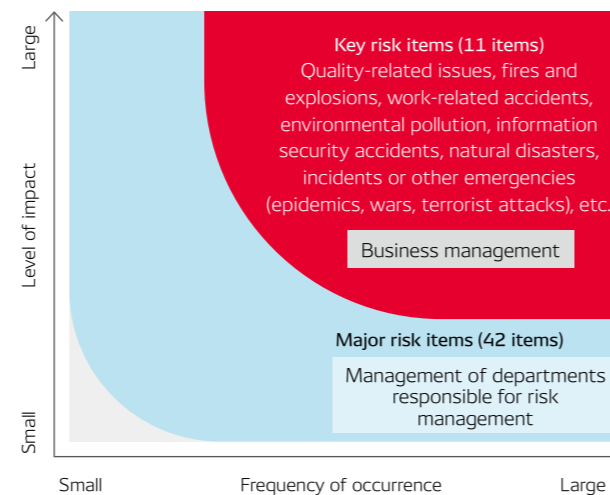 Large
Level of impact
Small
Key risk items (11 items)
Quality-related issues, fires and
explosions, work-related accidents,
environmental pollution, information
security accidents, natural disasters,
incidents or other emergencies
(epidemics, wars, terrorist attacks), etc.
Business management
Major risk items (42 items)
Management of departments
responsible for risk
management
Small
Frequency of occurrence
Large